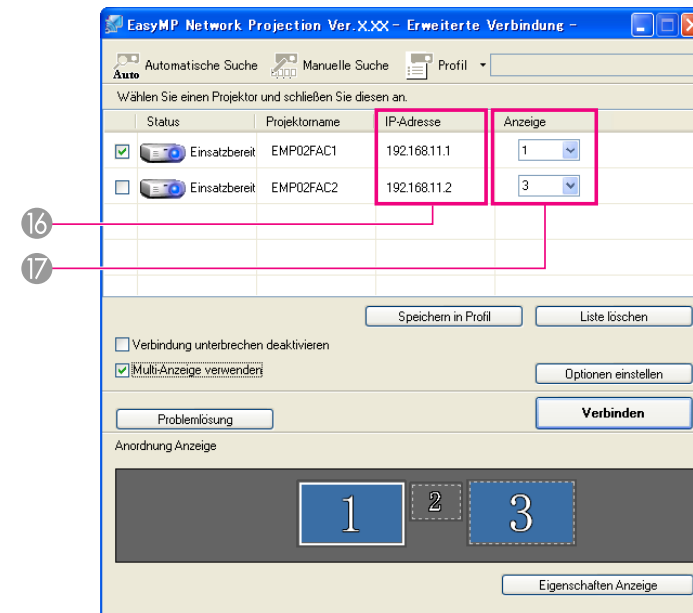 EasyMP Network Projection Ver.X.XX – Erweiterte Verbindung –
Auto Automatische Suche Manuelle Suche Profil
Wählen Sie einen Projektor und schließen Sie diesen an.
Status Projektorname IP-Adresse Anzeige
Einsatzbereit EMP02FAC1 192.168.11.1 1
Einsatzbereit EMP02FAC2 192.168.11.2 3
16
17
Speichern in Profil Liste löschen
Verbindung unterbrechen deaktivieren
Multi-Anzeige verwenden
Optionen einstellen
Problemlösung Verbinden
Anordnung Anzeige
1 2 3
Eigenschaften Anzeige